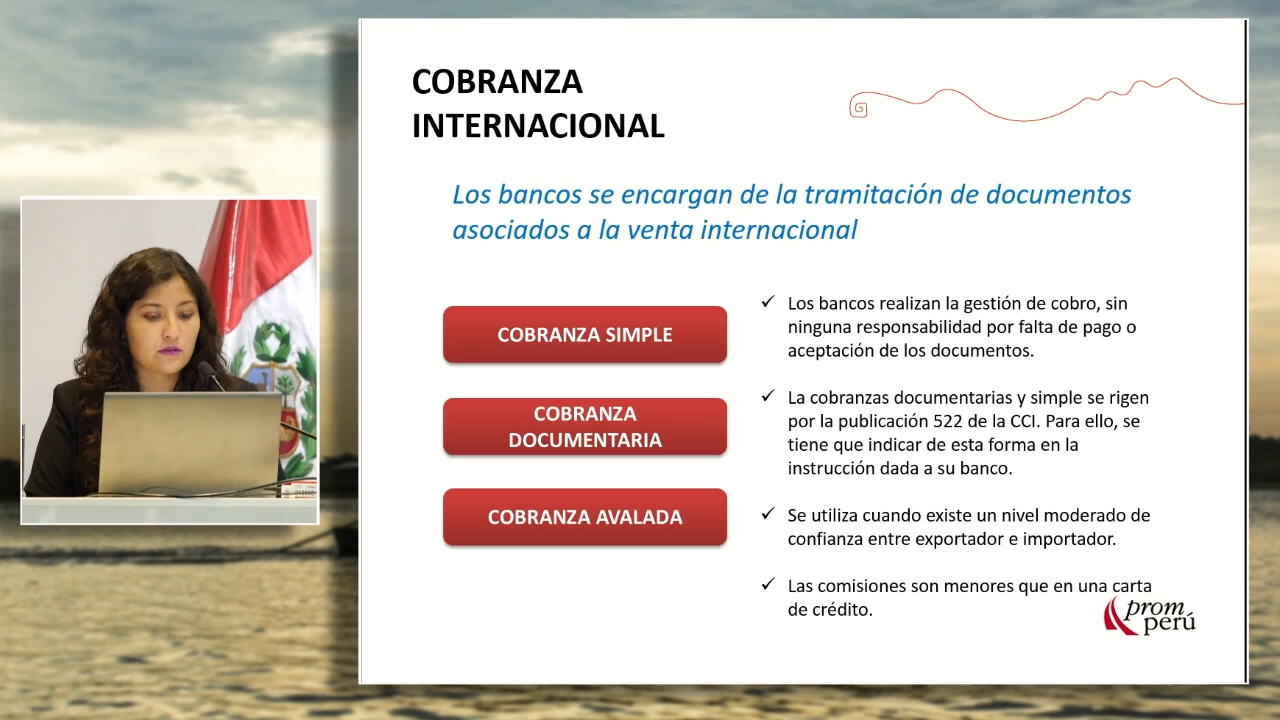 COBRANZA
INTERNACIONAL
Los bancos se encargan de la tramitación de documentos
asociados a la venta internacional
COBRANZA SIMPLE
COBRANZA
DOCUMENTARIA
COBRANZA AVALADA
✓ Los bancos realizan la gestión de cobro, sin
ninguna responsabilidad por falta de pago o
aceptación de los documentos.
✓ La cobranzas documentarias y simple se rigen
por la publicación 522 de la CCI. Para ello, se
tiene que indicar de esta forma en la
instrucción dada a su banco.
✓ Se utiliza cuando existe un nivel moderado de
confianza entre exportador e importador.
✓ Las comisiones son menores que en una carta
de crédito.
prom
perú